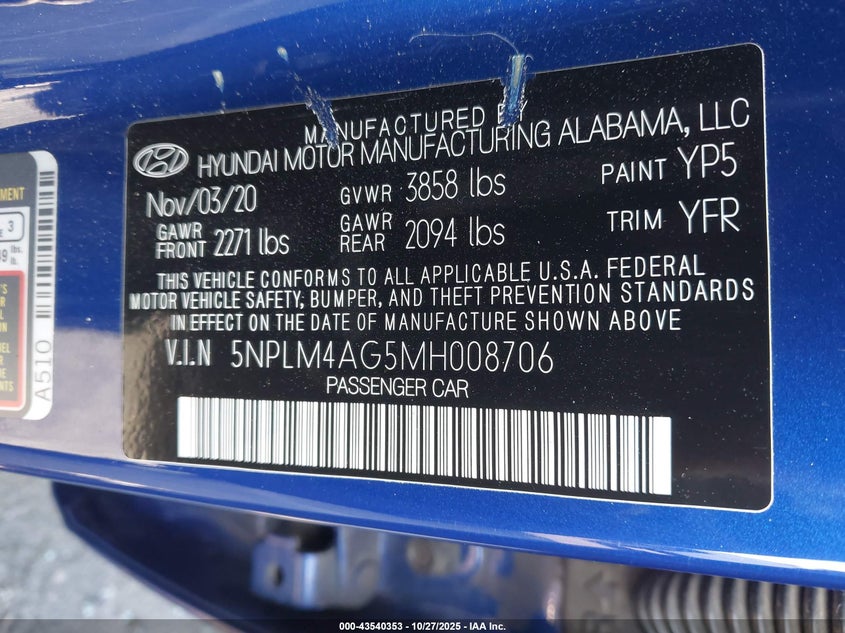 MANUFACTURED BY
HYUNDAI MOTOR MANUFACTURING ALABAMA, LLC
Nov/03/20 GVWR 3858 lbs PAINT YP5
GAWR FRONT 2271 lbs GAWR REAR 2094 lbs TRIM YFR
THIS VEHICLE CONFORMS TO ALL APPLICABLE U.S.A. FEDERAL
MOTOR VEHICLE SAFETY, BUMPER, AND THEFT PREVENTION STANDARDS
IN EFFECT ON THE DATE OF MANUFACTURE SHOWN ABOVE
V.I.N 5NPLM4AG5MH008706
PASSENGER CAR
3
lbs.
A510
000-43540353 | 10/27/2025 | IAA Inc.